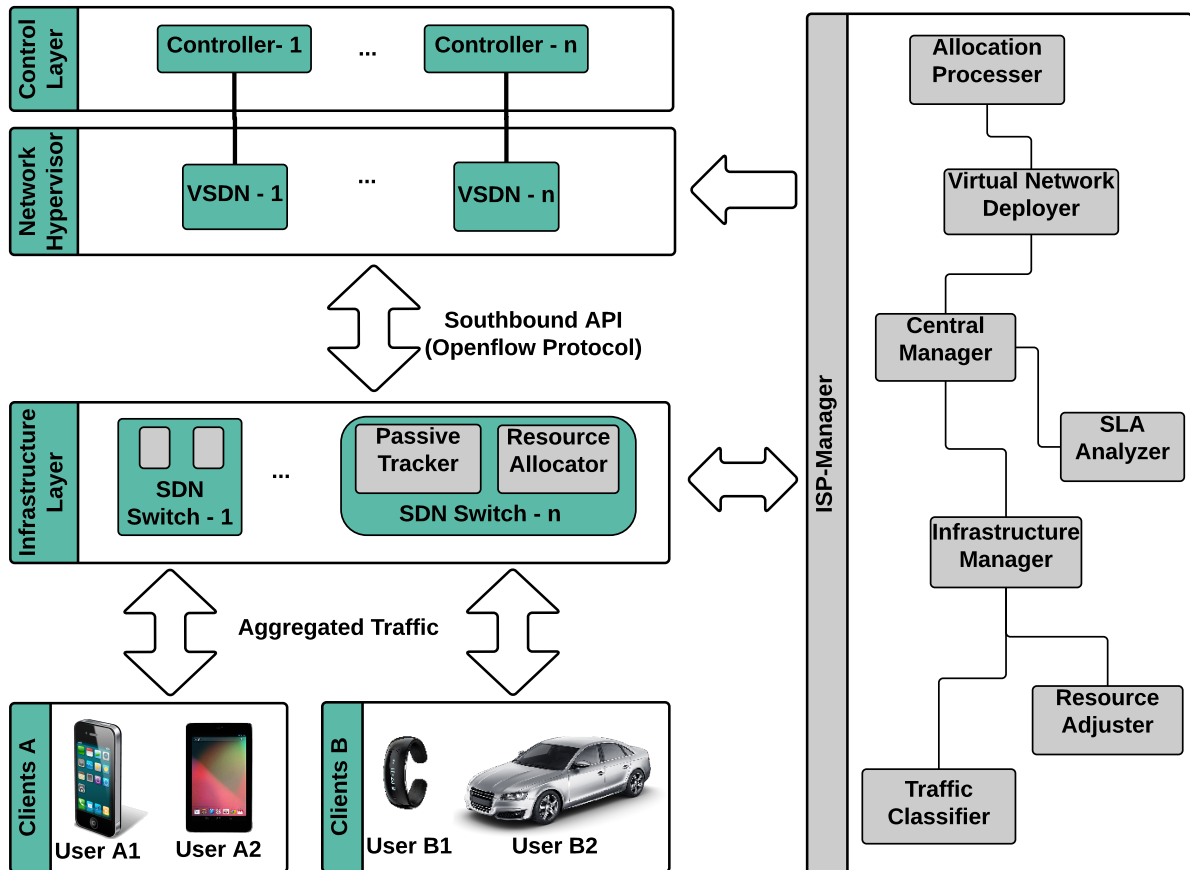 Control
Layer
Controller- 1
...
Controller - n
Network
Hypervisor
VSDN - 1
...
VSDN - n
Southbound API
(Openflow Protocol)
Infrastructure
Layer
SDN
Switch - 1
...
Passive
Tracker
Resource
Allocator
SDN Switch - n
Aggregated Traffic
Clients A
User A1
User A2
Clients B
User B1
User B2
ISP-Manager
Allocation
Processer
Virtual Network
Deployer
Central
Manager
SLA
Analyzer
Infrastructure
Manager
Resource
Adjuster
Traffic
Classifier